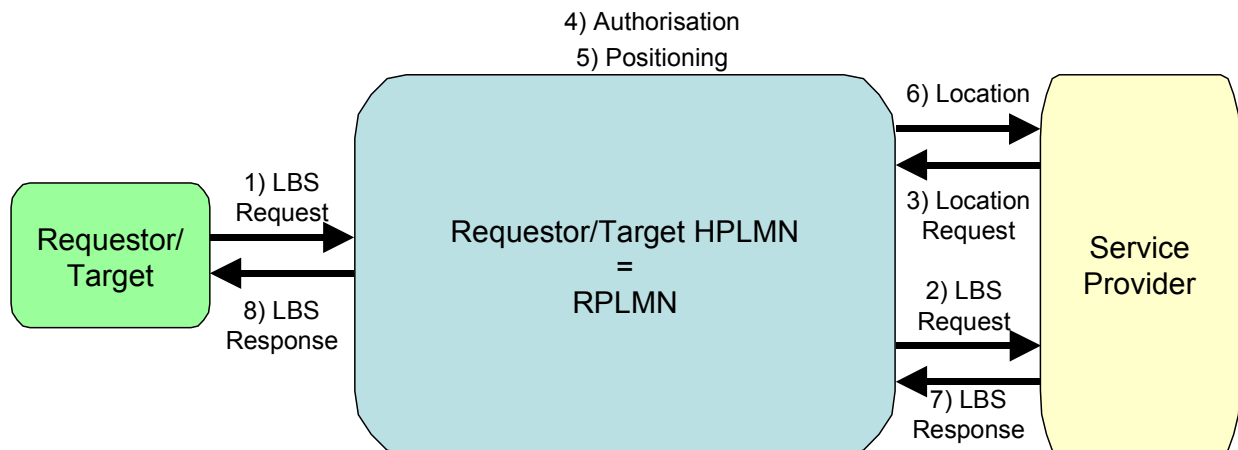 4) Authorisation
5) Positioning
6) Location
1) LBS
Request
3) Location
Request
Requestor/
Target
Requestor/Target HPLMN
=
RPLMN
Service
Provider
2) LBS
Request
8) LBS
Response
7) LBS
Response